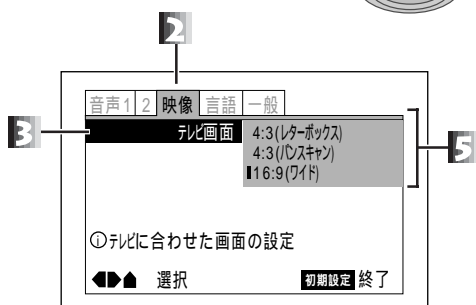 2
音声1 2 映像 言語 一般
3
テレビ画面
4:3(レターボックス)
4:3(パンスキャン)
16:9(ワイド)
5
ⓘテレビに合わせた画面の設定
◀▶▲ 選択 初期設定 終了